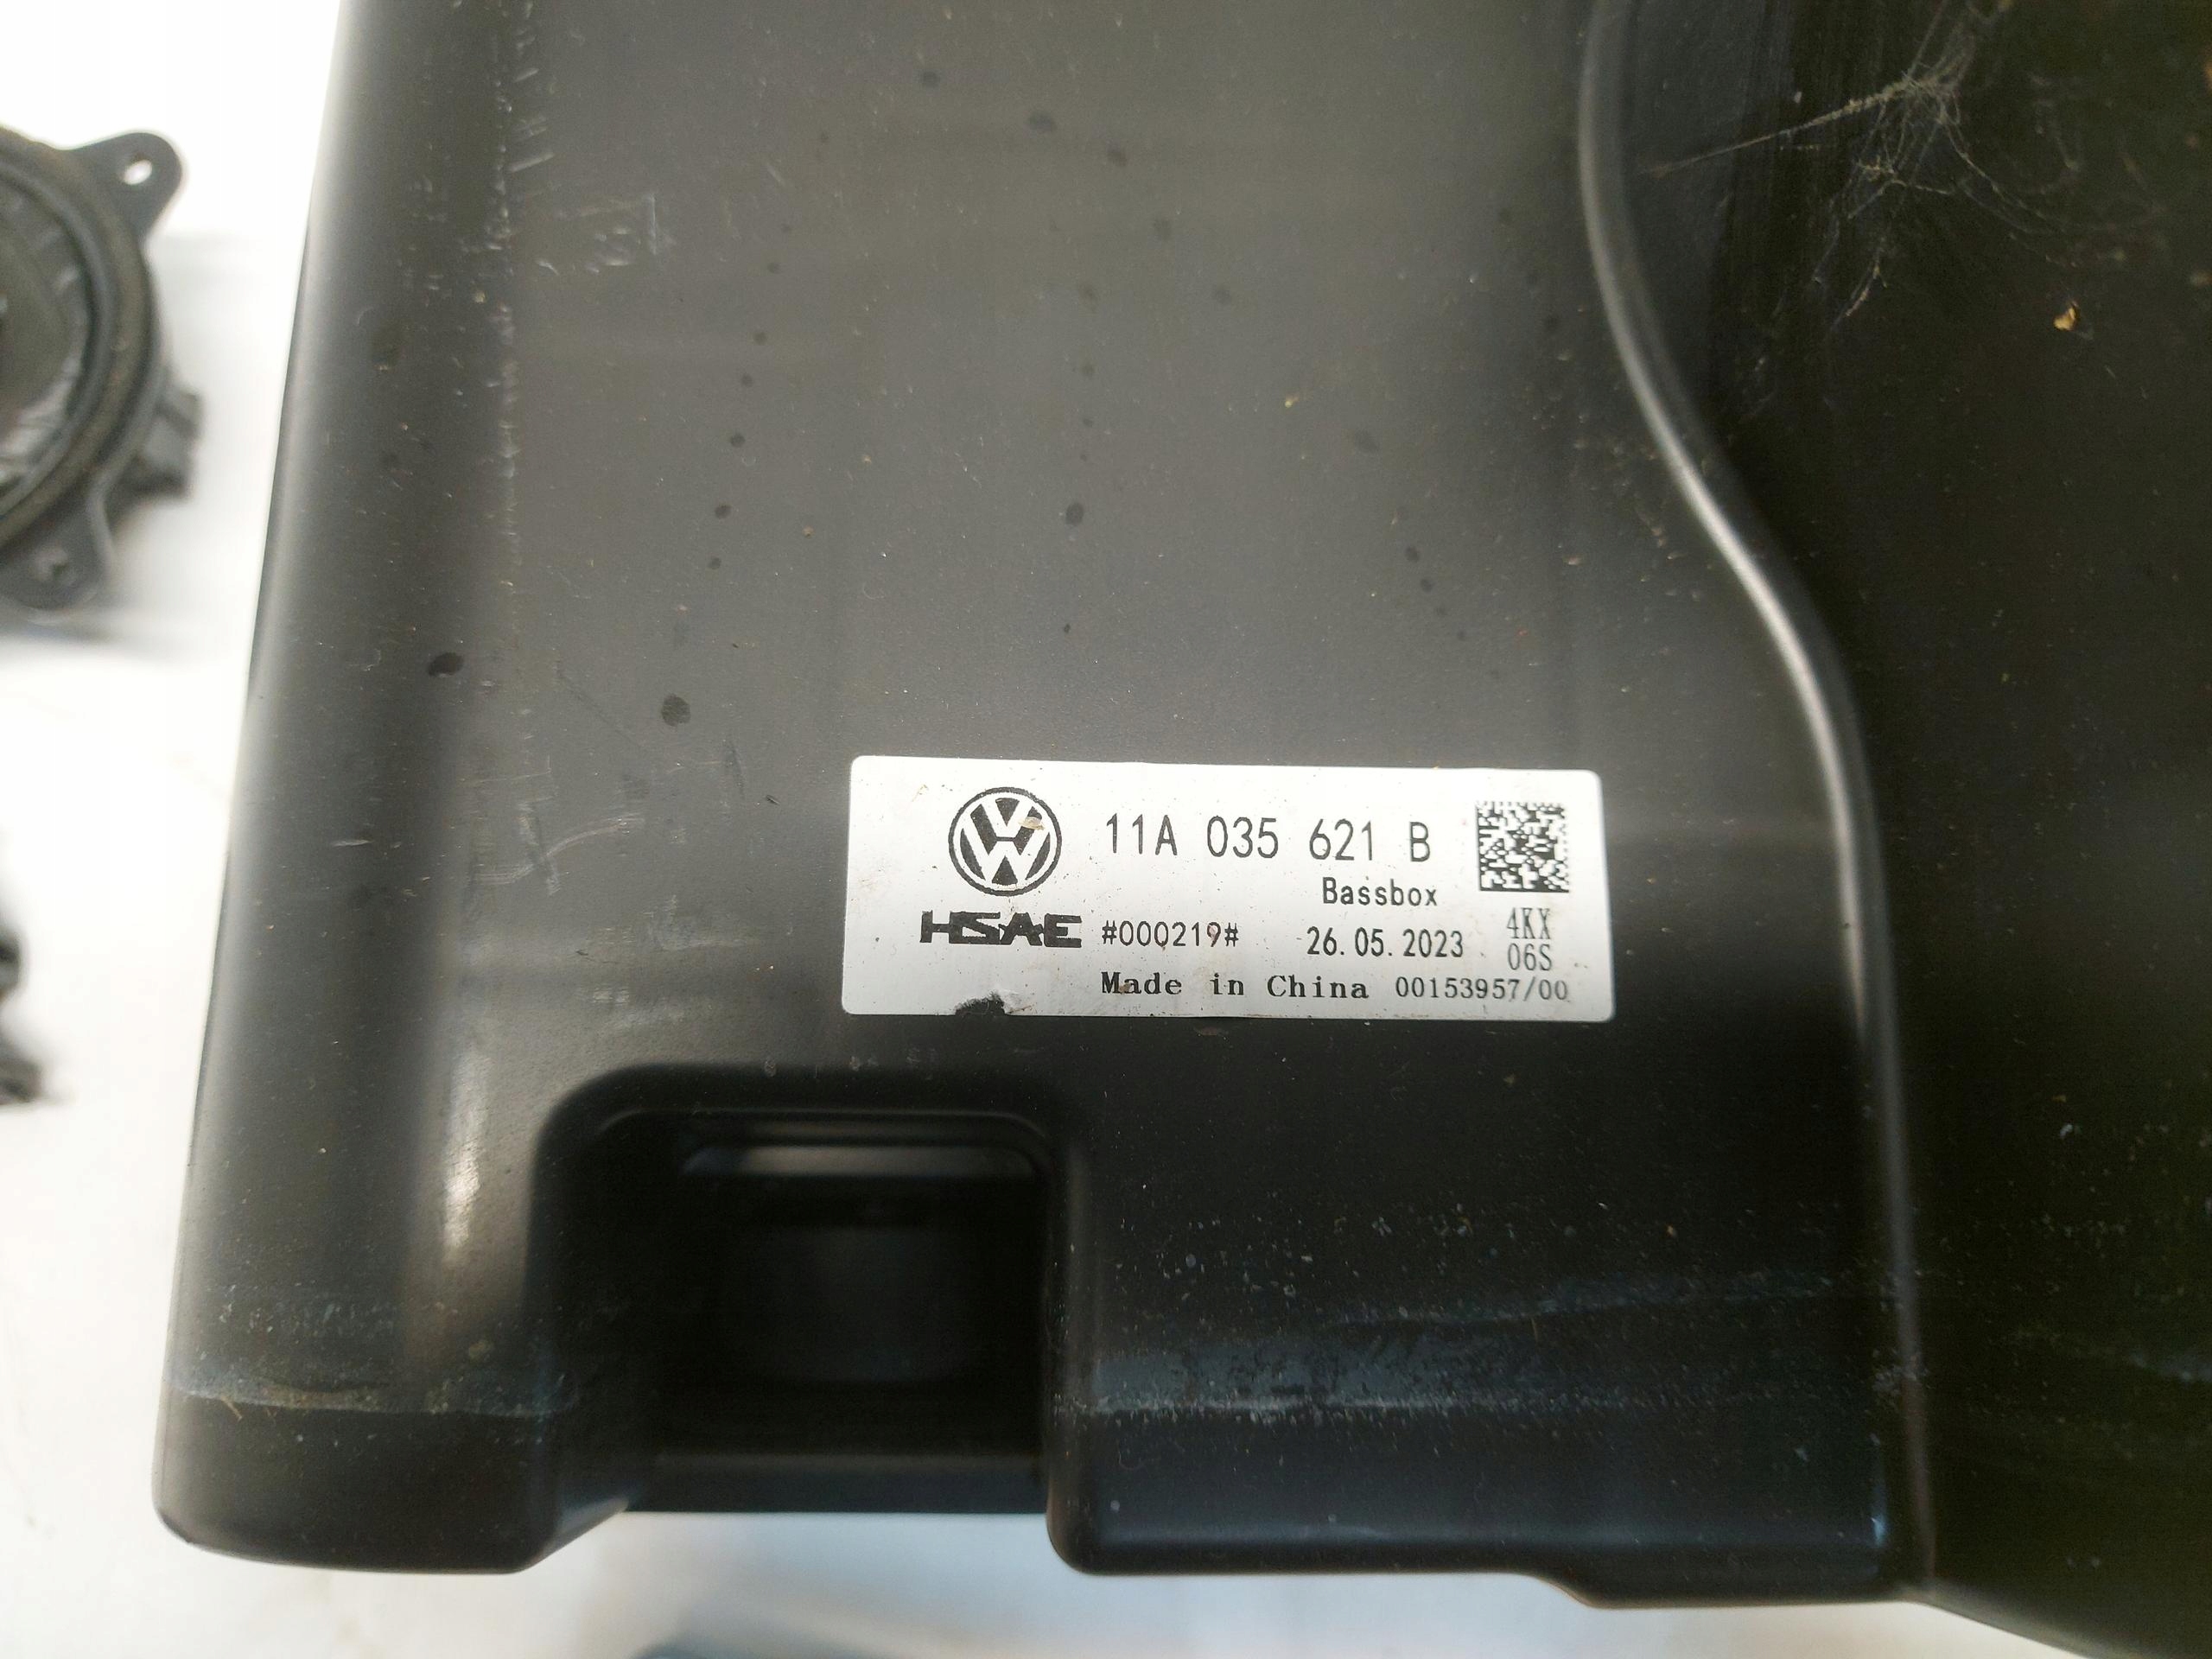 11A 035 621 B
Bassbox
HSAE #000219# 26.05.2023 4KX
06S
Made in China 00153957/00